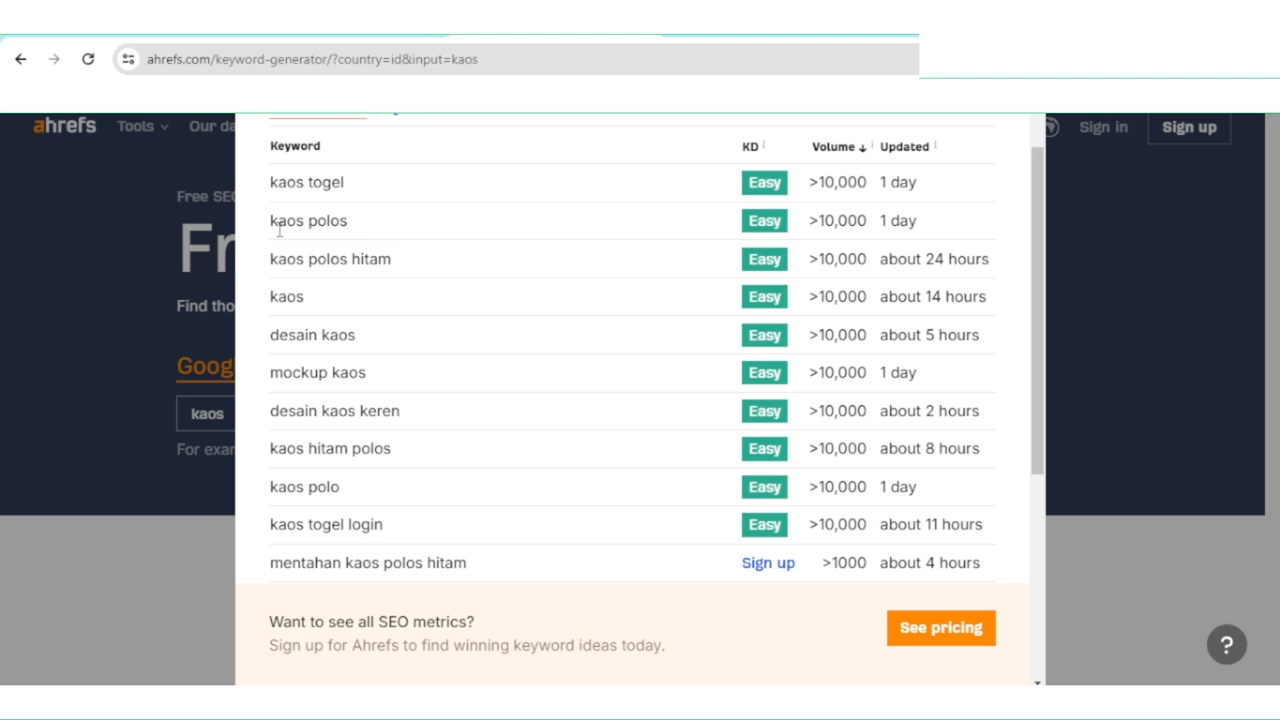 ahrefs.com/keyword-generator/?country=id&input=kaos
ahrefs Tools Our da Sign in Sign up
Free SEO
Fr
Find tho
Goog
kaos
For exar
Keyword KD Volume ↓ Updated
kaos togel Easy >10,000 1 day
kaos polos Easy >10,000 1 day
kaos polos hitam Easy >10,000 about 24 hours
kaos Easy >10,000 about 14 hours
desain kaos Easy >10,000 about 5 hours
mockup kaos Easy >10,000 1 day
desain kaos keren Easy >10,000 about 2 hours
kaos hitam polos Easy >10,000 about 8 hours
kaos polo Easy >10,000 1 day
kaos togel login Easy >10,000 about 11 hours
mentahan kaos polos hitam Sign up >1000 about 4 hours
Want to see all SEO metrics?
Sign up for Ahrefs to find winning keyword ideas today.
See pricing
?